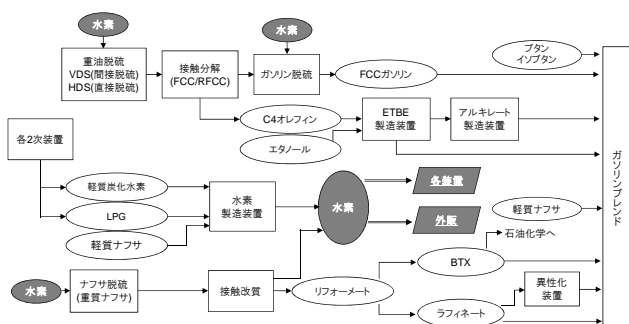 水素
重油脱硫
VDS(間接脱硫)
HDS(直接脱硫)
接触分解
(FCC/RFCC)
水素
ガソリン脱硫
FCCガソリン
ブタン
イソブタン
C4オレフィン
エタノール
ETBE
製造装置
アルキレート
製造装置
各2次装置
軽質炭化水素
LPG
軽質ナフサ
水素
製造装置
水素
各装置
外販
軽質ナフサ
石油化学へ
水素
ナフサ脱硫
(重質ナフサ)
接触改質
リフォーメート
BTX
ラフィネート
異性化
装置
ガソリンブレンド